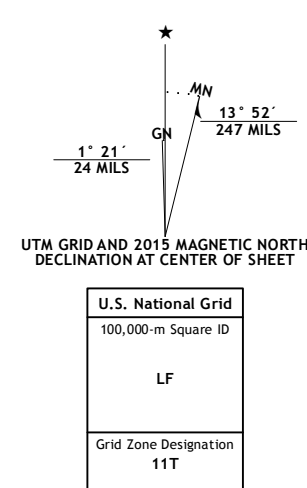 ★
MN
13° 52´
247 MILS
GN
1° 21´
24 MILS
UTM GRID AND 2015 MAGNETIC NORTH
DECLINATION AT CENTER OF SHEET
U.S. National Grid
100,000-m Square ID
LF
Grid Zone Designation
11T